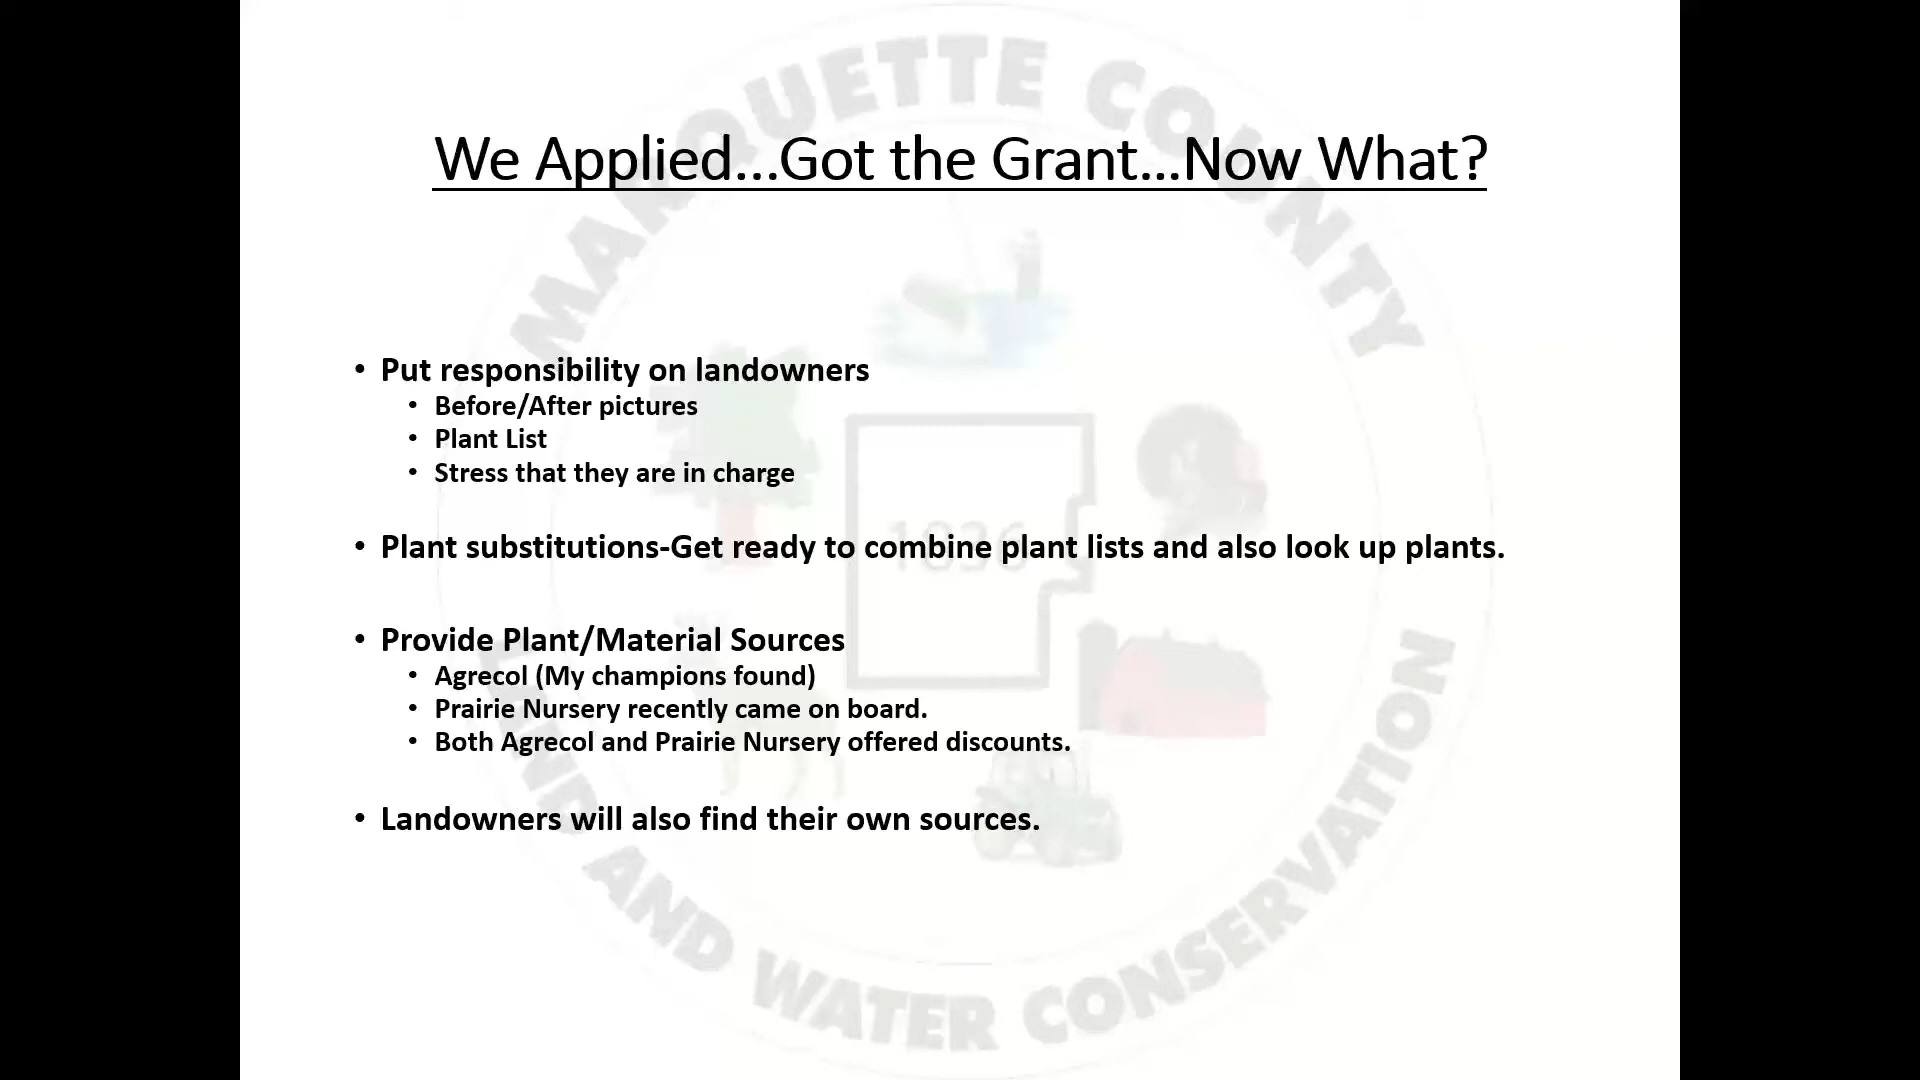 MARQUETTE COUNTY
We Applied...Got the Grant...Now What?
• Put responsibility on landowners
• Before/After pictures
• Plant List
• Stress that they are in charge
1836
• Plant substitutions-Get ready to combine plant lists and also look up plants.
• Provide Plant/Material Sources
• Agrecol (My champions found)
• Prairie Nursery recently came on board.
• Both Agrecol and Prairie Nursery offered discounts.
• Landowners will also find their own sources.
LAND AND WATER CONSERVATION